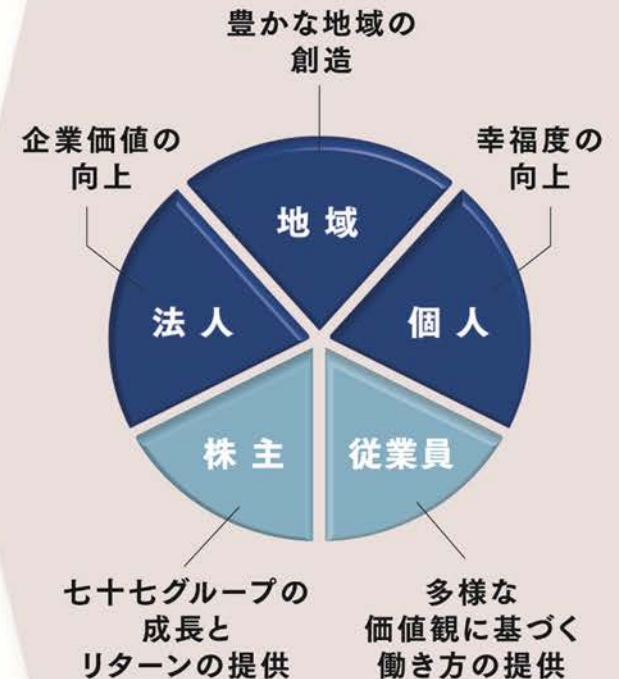 豊かな地域の
創造
企業価値の
向上
幸福度の
向上
地域
法人
個人
株主
従業員
七十七グループの
成長と
リターンの提供
多様な
価値観に基づく
働き方の提供